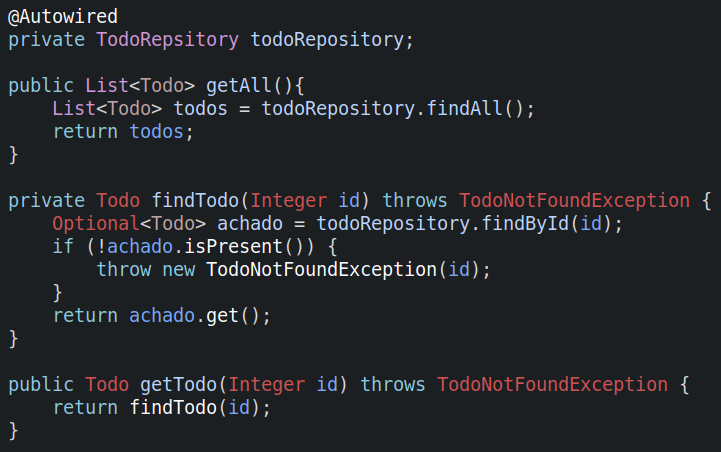 @Autowired
private TodoRepsitory todoRepository;
public List<Todo> getAll(){
List<Todo> todos = todoRepository.findAll();
return todos;
}
private Todo findTodo(Integer id) throws TodoNotFoundException {
Optional<Todo> achado = todoRepository.findById(id);
if (!achado.isPresent()) {
throw new TodoNotFoundException(id);
}
return achado.get();
}
public Todo getTodo(Integer id) throws TodoNotFoundException {
return findTodo(id);
}